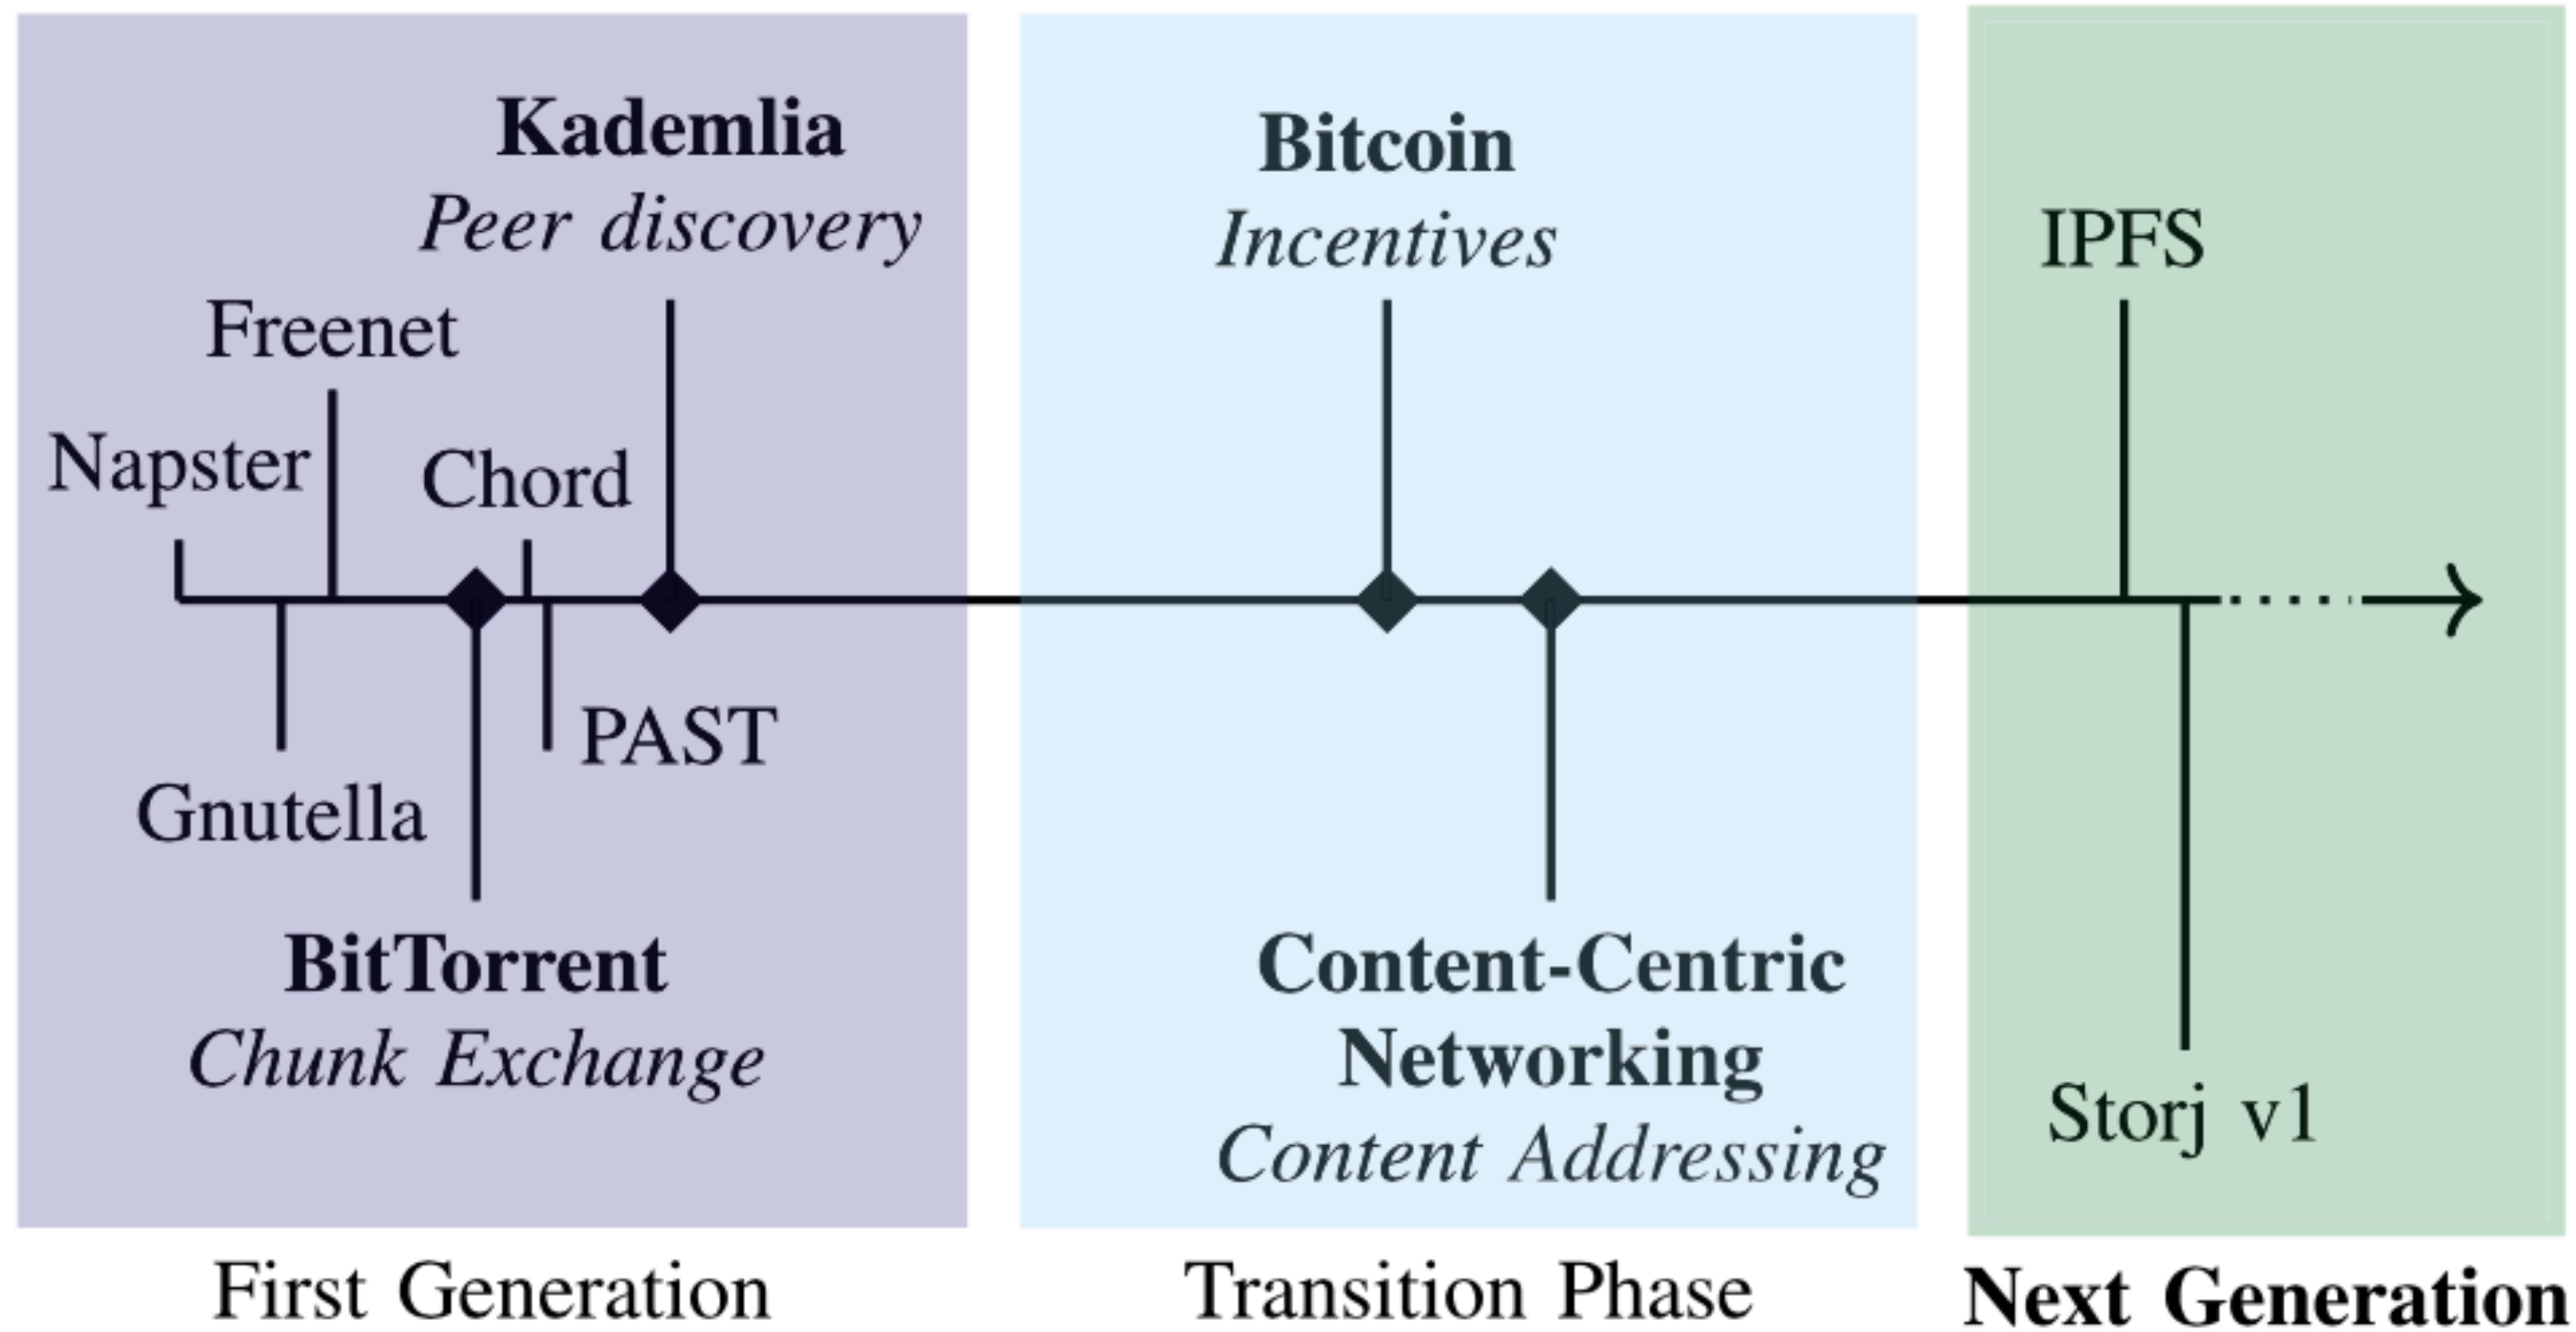 Kademlia
Peer discovery
Freenet
Napster
Chord
PAST
Gnutella
BitTorrent
Chunk Exchange
First Generation
Bitcoin
Incentives
Content-Centric
Networking
Content Addressing
Transition Phase
IPFS
Storj v1
Next Generation